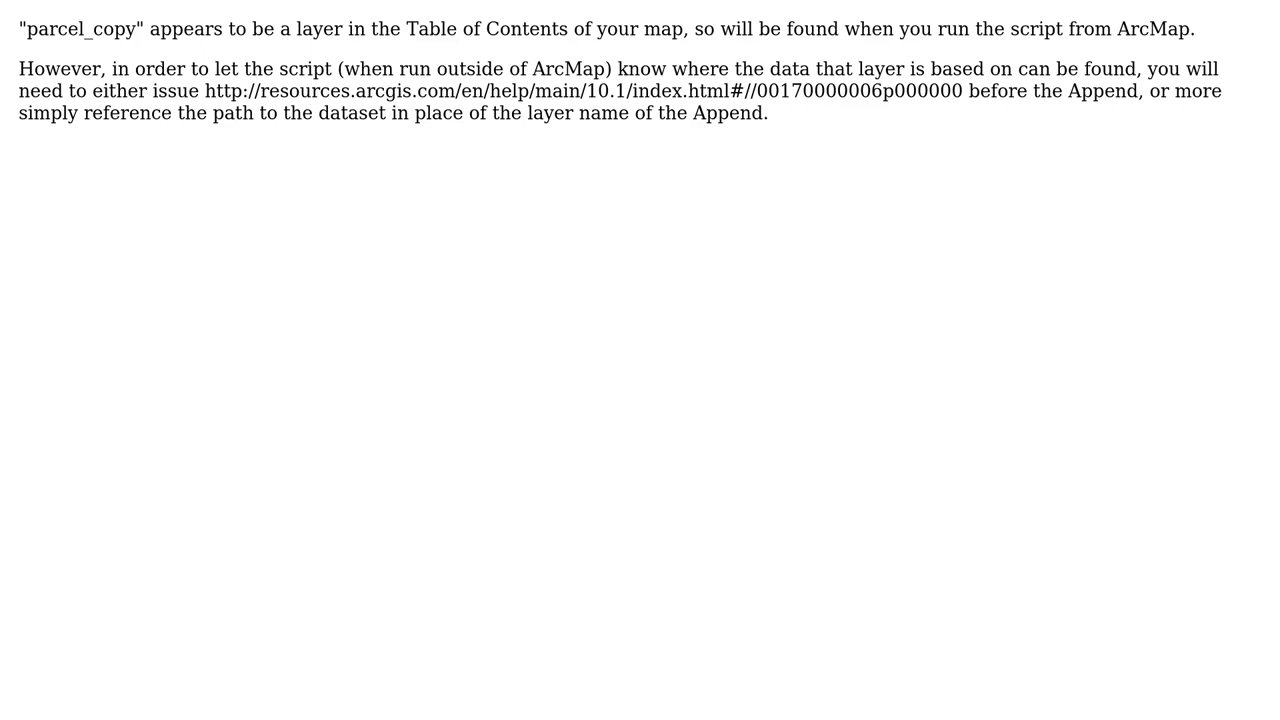 "parcel_copy" appears to be a layer in the Table of Contents of your map, so will be found when you run the script from ArcMap.
However, in order to let the script (when run outside of ArcMap) know where the data that layer is based on can be found, you will
need to either issue http://resources.arcgis.com/en/help/main/10.1/index.html#//00170000006p000000 before the Append, or more
simply reference the path to the dataset in place of the layer name of the Append.